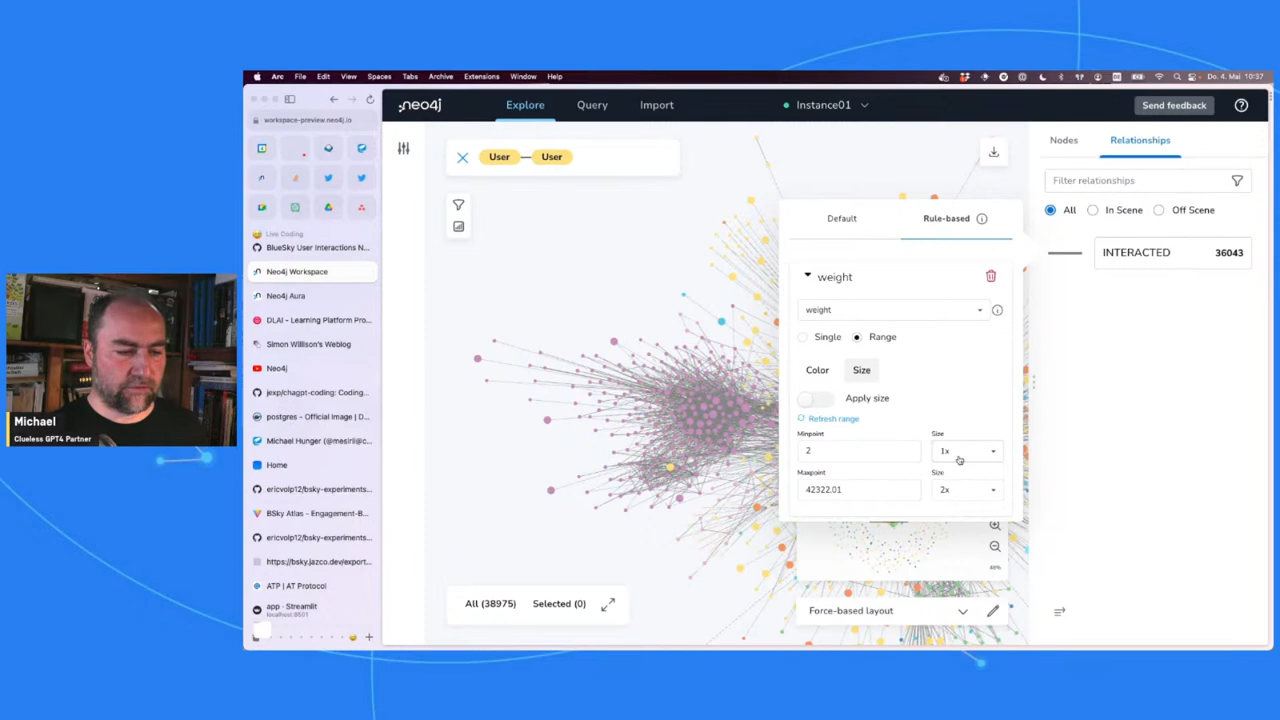 Arc File Edit View Spaces Tabs Archive Extensions Window Help
Do. 4. Mai 10:37
workspace-preview.neo4j.io
Live Coding
BlueSky User Interactions N...
Neo4j Workspace
Neo4j Aura
DLAI - Learning Platform Pro...
Simon Willison's Weblog
Neo4j
jexp/chagpt-coding: Coding...
postgres - Official Image | D...
Michael Hunger (@mesirii@c...
Home
ericvolp12/bsky-experiments...
BSky Atlas - Engagement-B...
ericvolp12/bsky-experiments...
https://bsky.jazco.dev/export...
ATP | AT Protocol
app · Streamlit
localhost:8501
Michael
Clueless GPT4 Partner
neo4j
Explore
Query
Import
Instance01
Send feedback
User
User
Default
Rule-based
weight
weight
Single
Range
Color
Size
Apply size
Refresh range
Minpoint
Size
2
1x
Maxpoint
Size
42322.01
2x
All (38975)
Selected (0)
Force-based layout
Nodes
Relationships
Filter relationships
All
In Scene
Off Scene
INTERACTED
36043